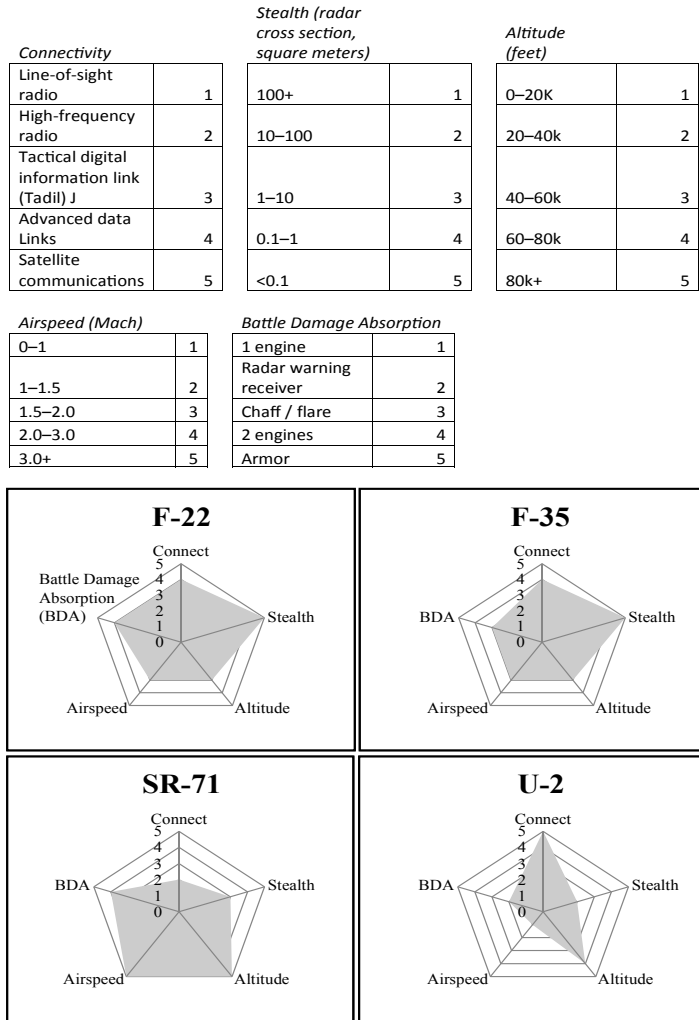 Connectivity
Line-of-sight
radio 1
High-frequency
radio 2
Tactical digital
information link
(Tadil) J 3
Advanced data
Links 4
Satellite
communications 5
Stealth (radar
cross section,
square meters)
100+ 1
10–100 2
1–10 3
0.1–1 4
<0.1 5
Altitude
(feet)
0–20K 1
20–40k 2
40–60k 3
60–80k 4
80k+ 5
Airspeed (Mach)
0–1 1
1–1.5 2
1.5–2.0 3
2.0–3.0 4
3.0+ 5
Battle Damage Absorption
1 engine 1
Radar warning
receiver 2
Chaff / flare 3
2 engines 4
Armor 5
F-22
Connect
5
4
3
2
1
0
Battle Damage
Absorption
(BDA)
Stealth
Airspeed
Altitude
F-35
Connect
5
4
3
2
1
0
BDA
Stealth
Airspeed
Altitude
SR-71
Connect
5
4
3
2
1
0
BDA
Stealth
Airspeed
Altitude
U-2
Connect
5
4
3
2
1
0
BDA
Stealth
Airspeed
Altitude